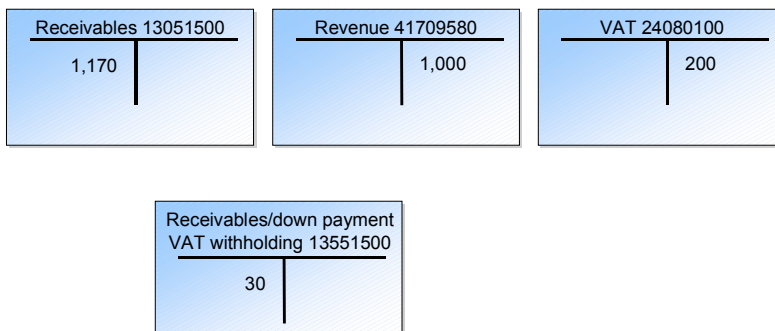 Receivables 13051500
1,170
Revenue 41709580
1,000
VAT 24080100
200
Receivables/down payment
VAT withholding 13551500
30